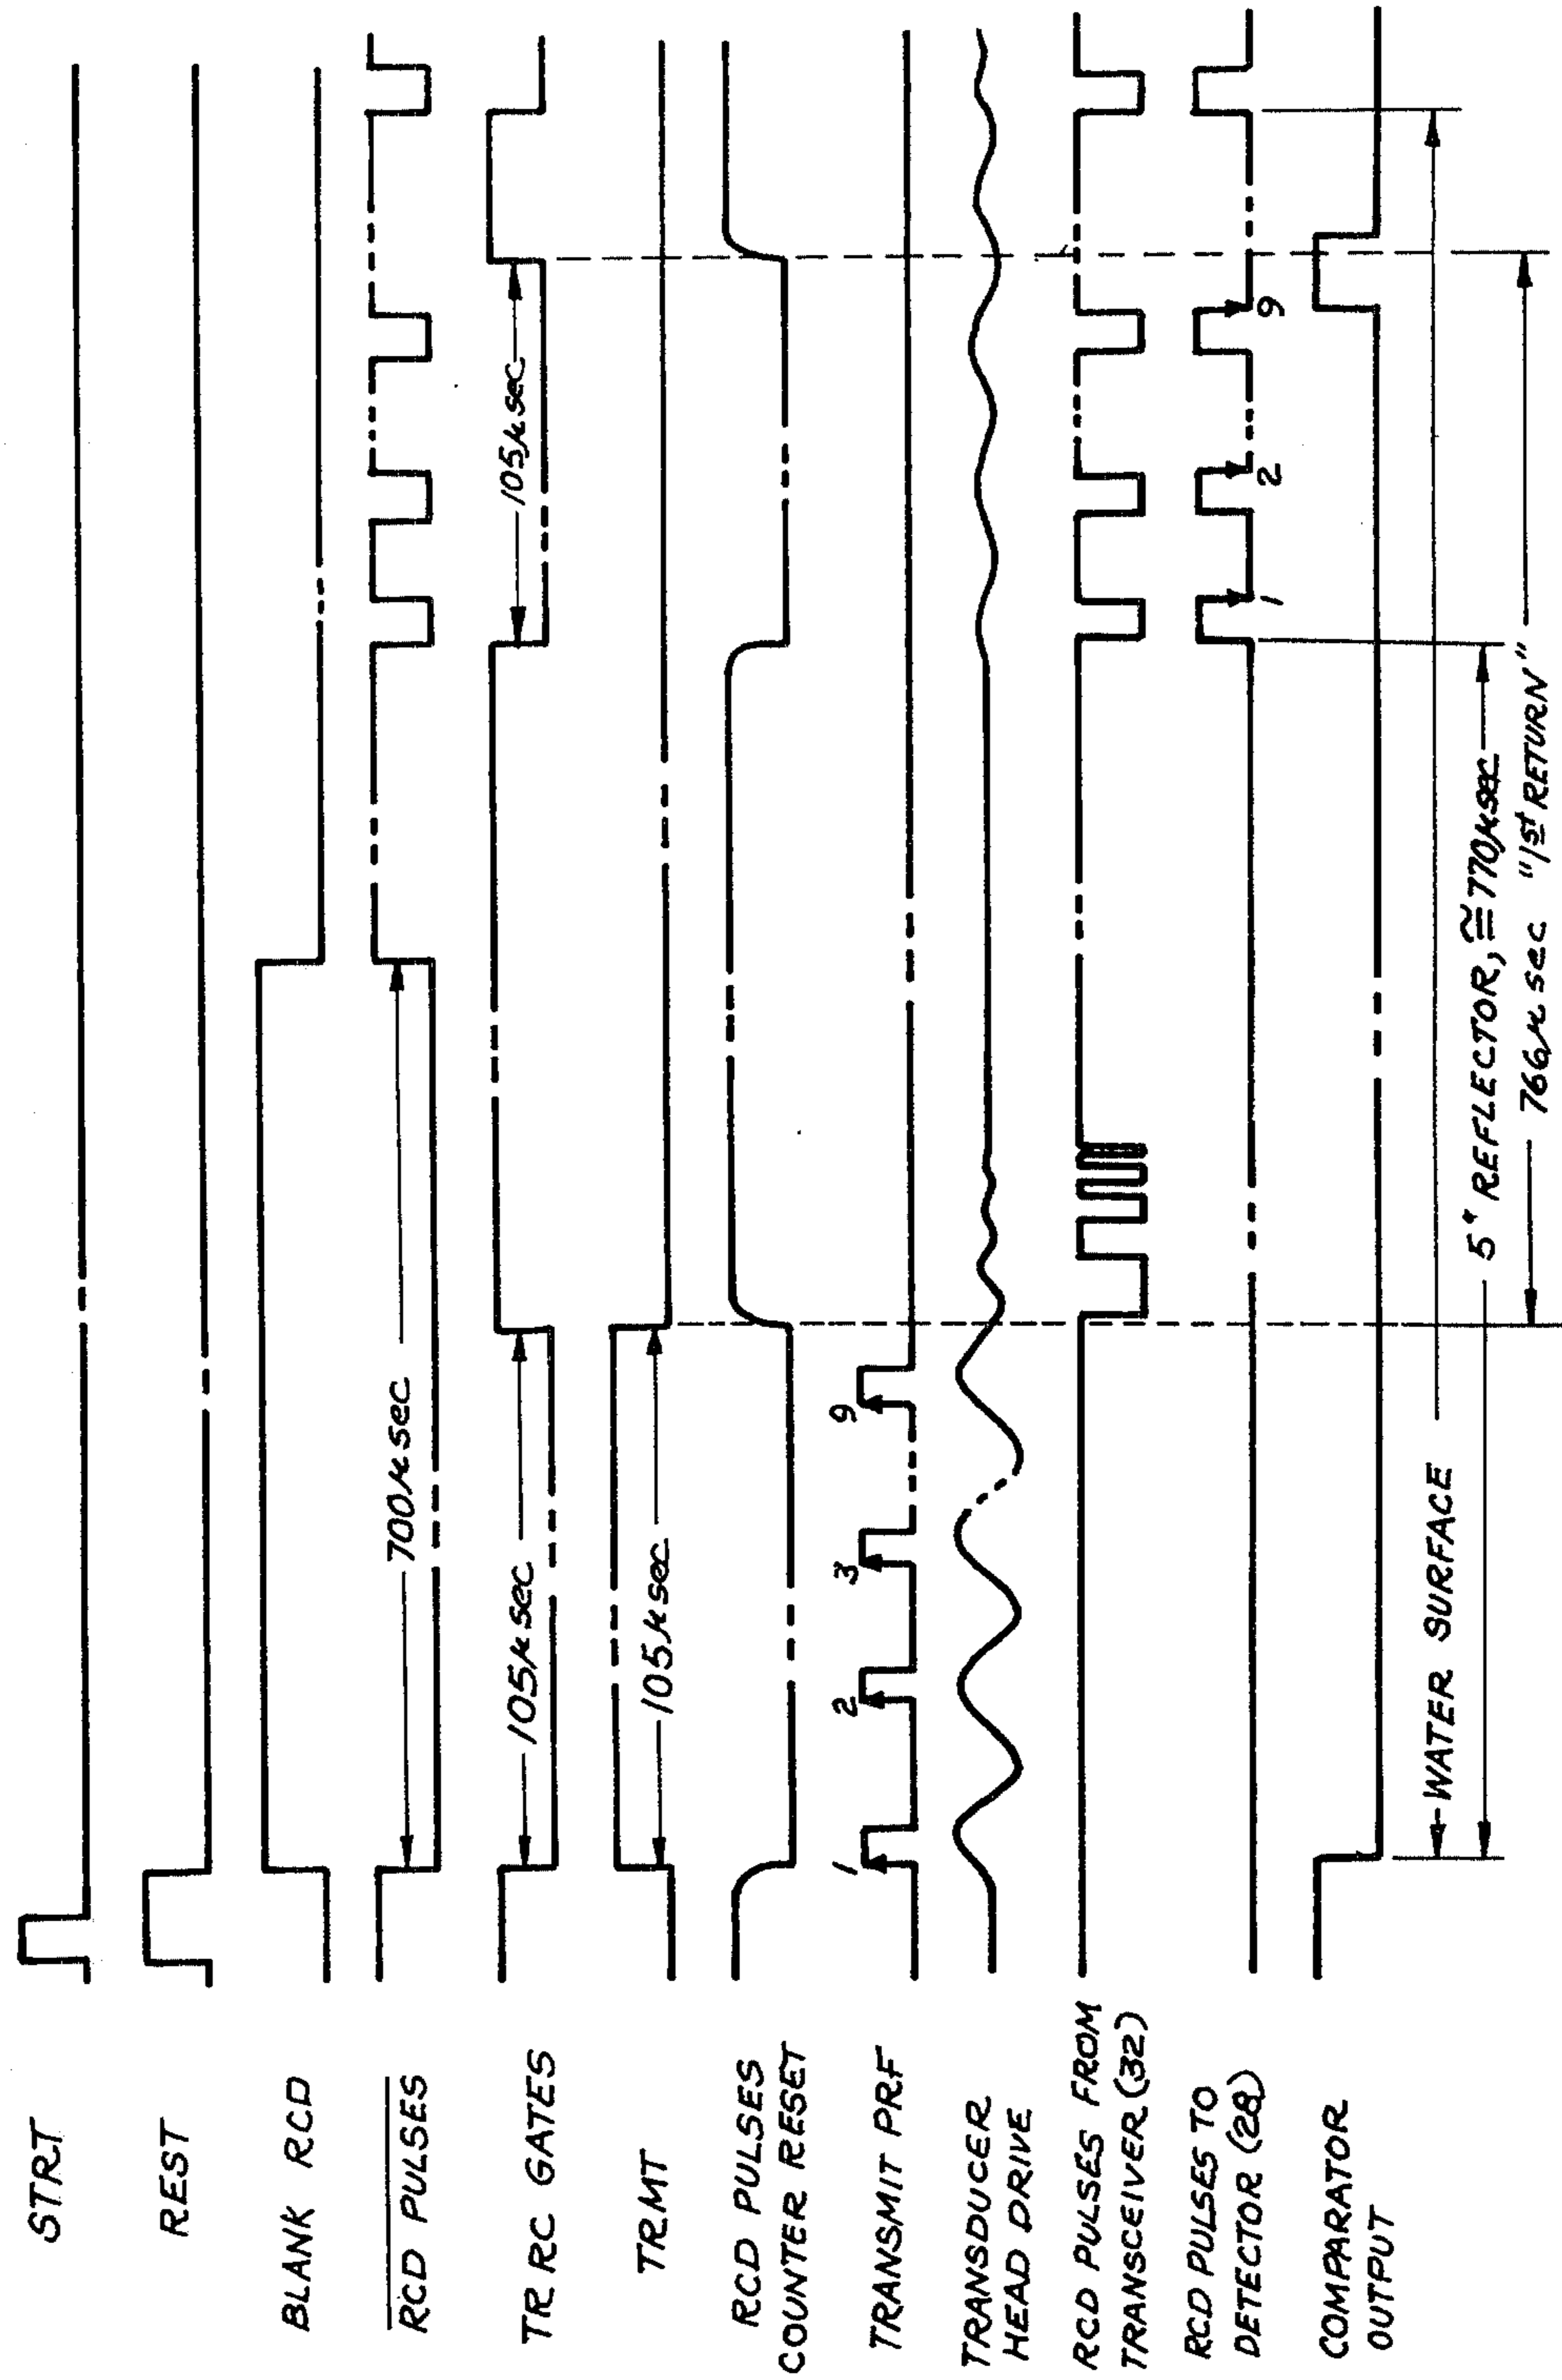 STRT
REST
BLANK RCD
RCD PULSES
700µsec
TR RC GATES
105µsec
105µsec
TRMT
105µsec
RCD PULSES
COUNTER RESET
TRANSMIT PRF
1
2
3
9
TRANSDUCER
HEAD DRIVE
RCD PULSES FROM
TRANSCEIVER (32)
RCD PULSES TO
DETECTOR (28)
1
2
9
COMPARATOR
OUTPUT
WATER SURFACE
5" REFLECTOR, ≅770µsec
766µsec "1st RETURN"